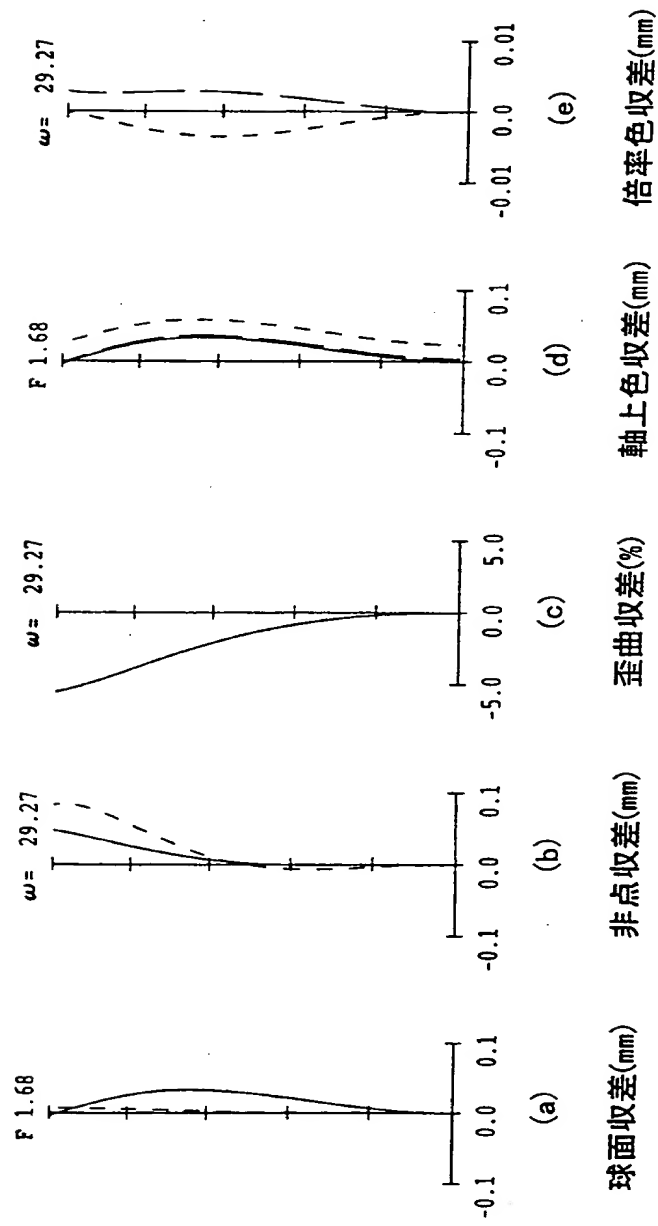 F 1.68
-0.1
0.0
0.1
(a)
球面収差(mm)
ω= 29.27
-0.1
0.0
0.1
(b)
非点収差(mm)
ω= 29.27
-5.0
0.0
5.0
(c)
歪曲収差(%)
F 1.68
-0.1
0.0
0.1
(d)
軸上色収差(mm)
ω= 29.27
-0.01
0.0
0.01
(e)
倍率色収差(mm)